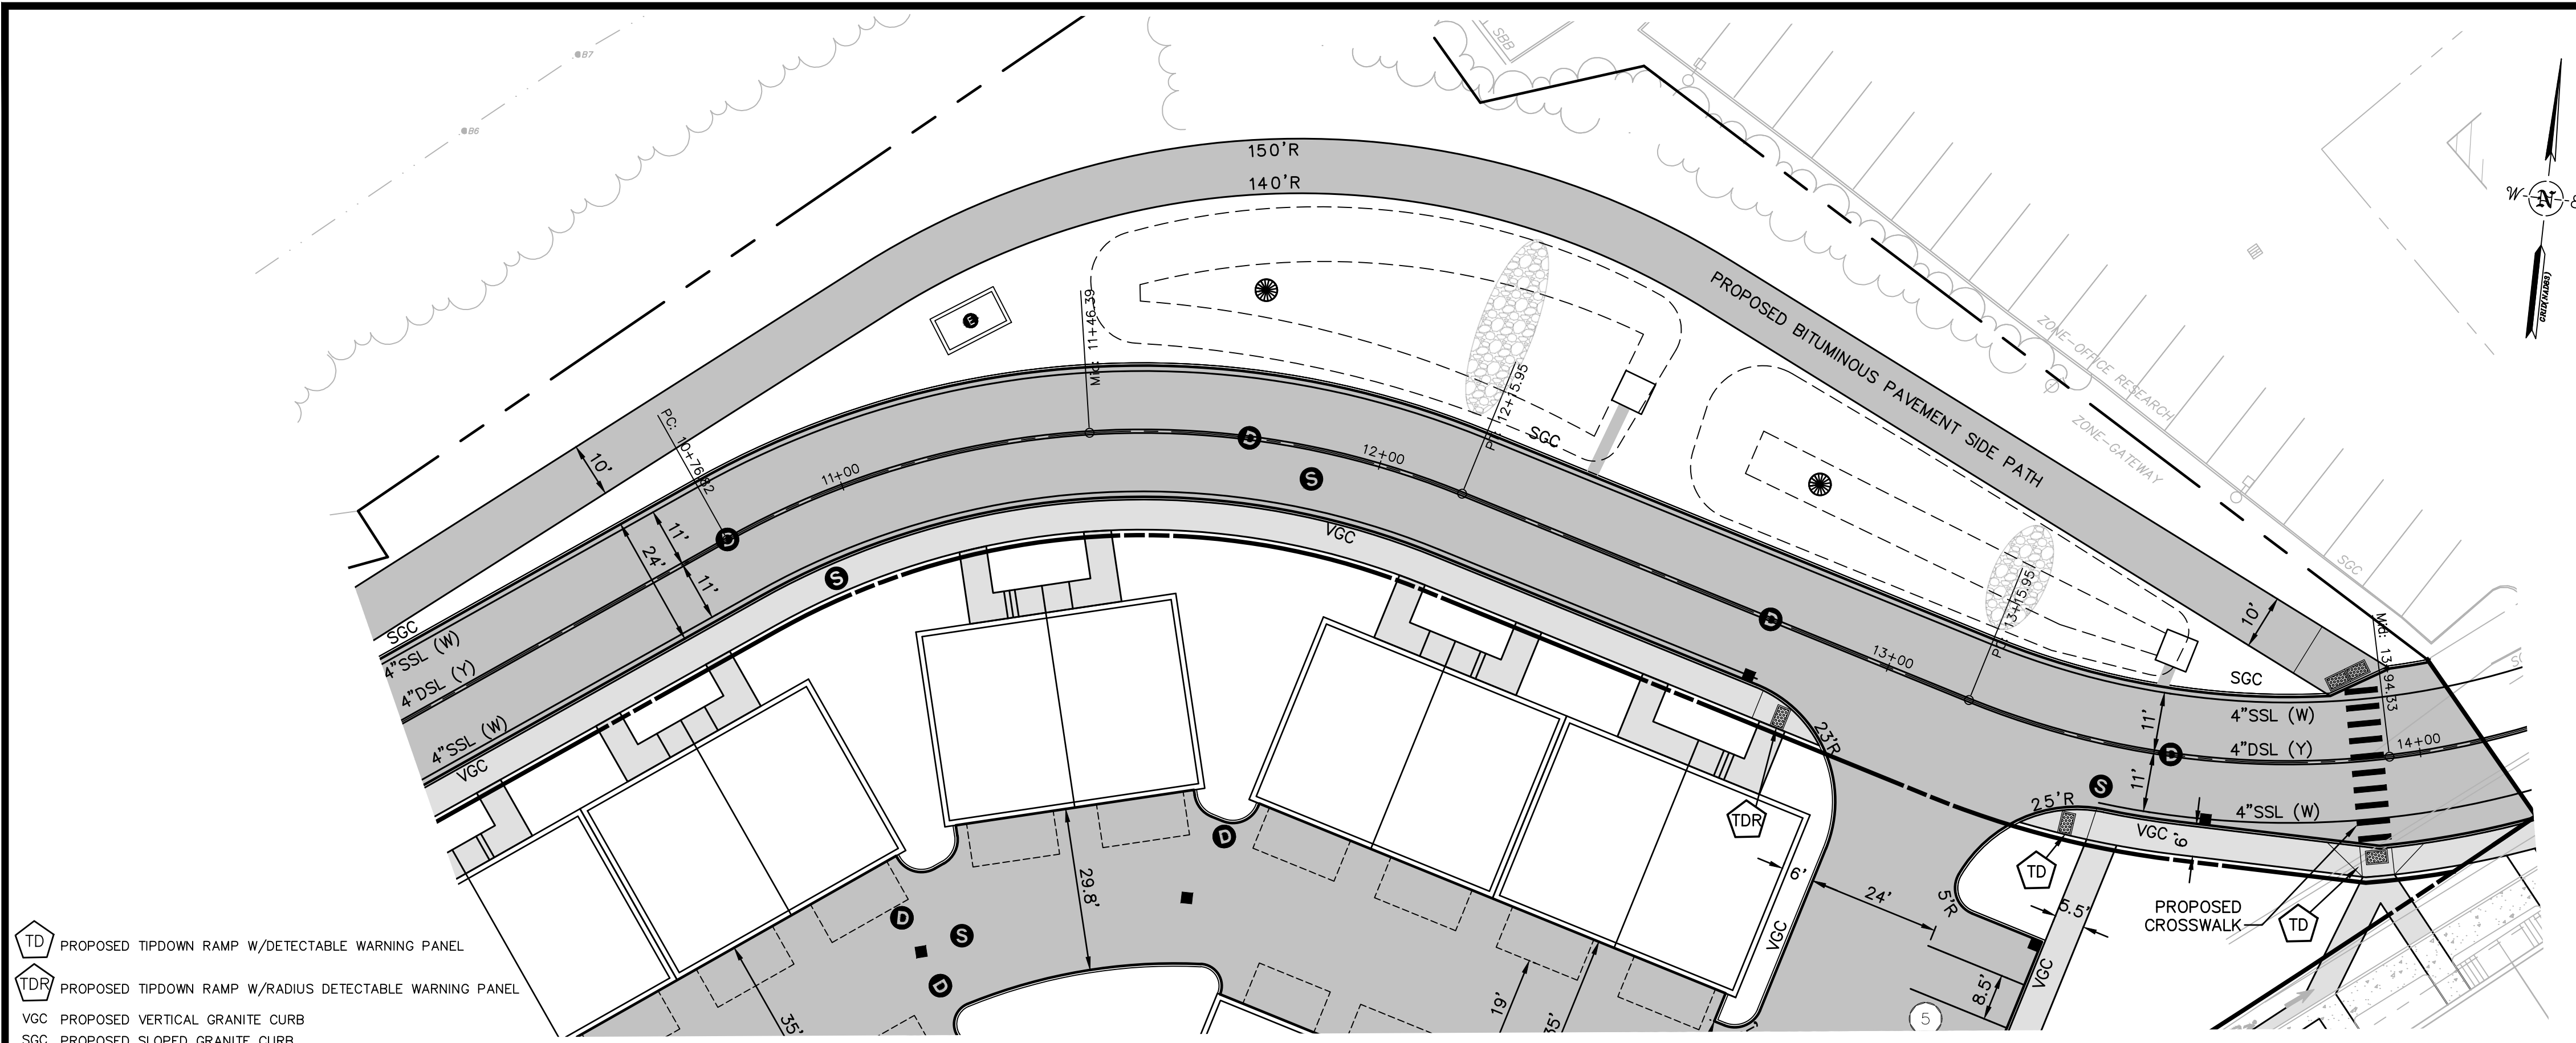 B7
B6
SBB
150'R
140'R
W
N
GRID(NAD83)
PROPOSED BITUMINOUS PAVEMENT SIDE PATH
ZONE-OFFICE RESEARCH
ZONE-GATEWAY
SGC
E
Mid: 11+46.39
PC: 10+76.82
10'
11+00
D
12+00
12+15.95
SGC
S
VGC
11'
24'
11'
D
S
SGC
4"SSL (W)
4"DSL (Y)
4"SSL (W)
VGC
D
13+00
13+15.95
10'
Mid: 13+94.33
SGC
4"SSL (W)
4"DSL (Y)
14+00
4"SSL (W)
11'
11'
D
S
23'R
25'R
VGC
6'
TDR
TD
6'
24'
5'R
5.5'
PROPOSED
CROSSWALK
TD
VGC
VGC
8.5'
5
29.8'
D
D
S
D
35'
19'
35'
TD PROPOSED TIPDOWN RAMP W/DETECTABLE WARNING PANEL
TDR PROPOSED TIPDOWN RAMP W/RADIUS DETECTABLE WARNING PANEL
VGC PROPOSED VERTICAL GRANITE CURB
SGC PROPOSED SLOPED GRANITE CURB